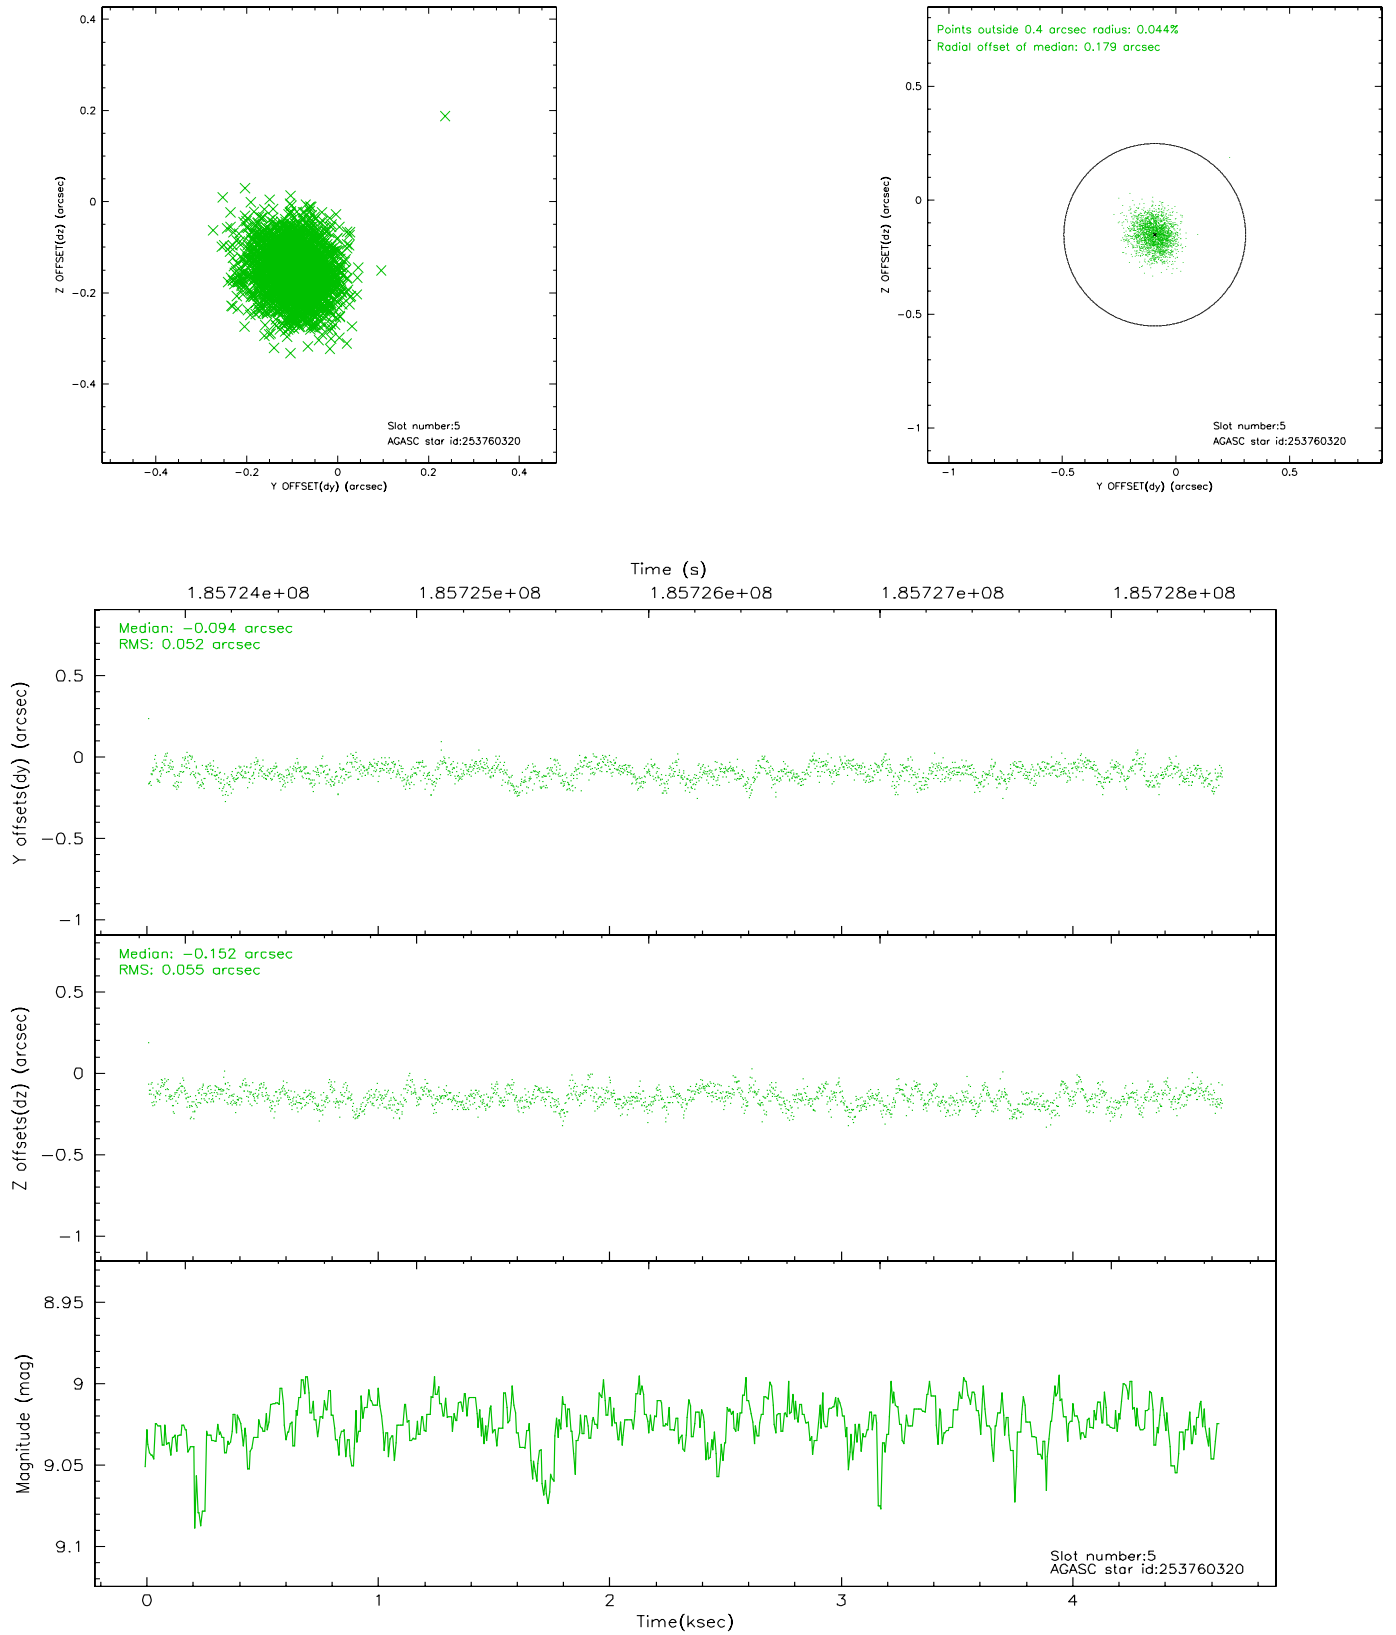 0.4
0.2
0
−0.2
−0.4
Z OFFSET(dz) (arcsec)
−0.4
−0.2
0
0.2
0.4
Y OFFSET(dy) (arcsec)
Slot number:5
AGASC star id:253760320
Points outside 0.4 arcsec radius: 0.044%
Radial offset of median: 0.179 arcsec
0.5
0
−0.5
−1
Z OFFSET(dz) (arcsec)
−1
−0.5
0
0.5
Y OFFSET(dy) (arcsec)
Slot number:5
AGASC star id:253760320
Time (s)
1.85724e+08
1.85725e+08
1.85726e+08
1.85727e+08
1.85728e+08
Median: −0.094 arcsec
RMS: 0.052 arcsec
0.5
0
−0.5
−1
Y offsets(dy) (arcsec)
Median: −0.152 arcsec
RMS: 0.055 arcsec
0.5
0
−0.5
−1
Z offsets(dz) (arcsec)
8.95
9
9.05
9.1
Magnitude (mag)
Slot number:5
AGASC star id:253760320
0
1
2
3
4
Time(ksec)